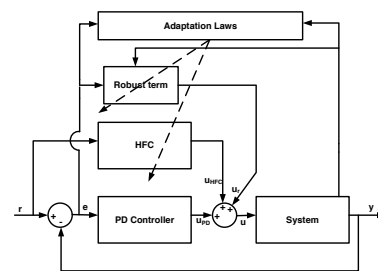 Adaptation Laws
Robust term
HFC
u_HFC
u_r
r
+
-
e
PD Controller
u_PD
+
+
+
u
System
y